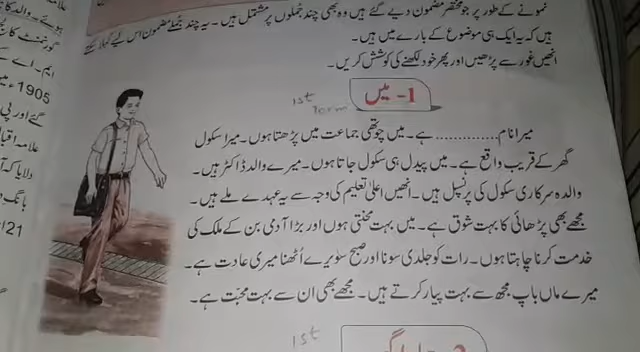 نمونے کے طور پر جو مختصر مضمون دیے گئے ہیں وہ بھی چند جملوں پر مشتمل ہیں۔ یہ چند جملے مضمون اس لیے
ہیں کہ یہ ایک ہی موضوع کے بارے میں ہیں۔
انھیں غور سے پڑھیں اور پھر خود لکھنے کی کوشش کریں۔
1st Term
1- میں
میرا نام ............. ہے۔ میں چوتھی جماعت میں پڑھتا ہوں۔ میرا سکول
گھر کے قریب واقع ہے۔ میں پیدل ہی سکول جاتا ہوں۔ میرے والد ڈاکٹر ہیں۔
والدہ سرکاری سکول کی پرنسپل ہیں۔ انھیں اعلیٰ تعلیم کی وجہ سے یہ عہدے ملے ہیں۔
مجھے بھی پڑھائی کا بہت شوق ہے۔ میں بہت محنتی ہوں اور بڑا آدمی بن کے ملک کی
خدمت کرنا چاہتا ہوں۔ رات کو جلدی سونا اور صبح سویرے اُٹھنا میری عادت ہے۔
میرے ماں باپ مجھ سے بہت پیار کرتے ہیں۔ مجھے بھی ان سے بہت محبت ہے۔
1st
ایم۔ اے
1905ء
علامہ